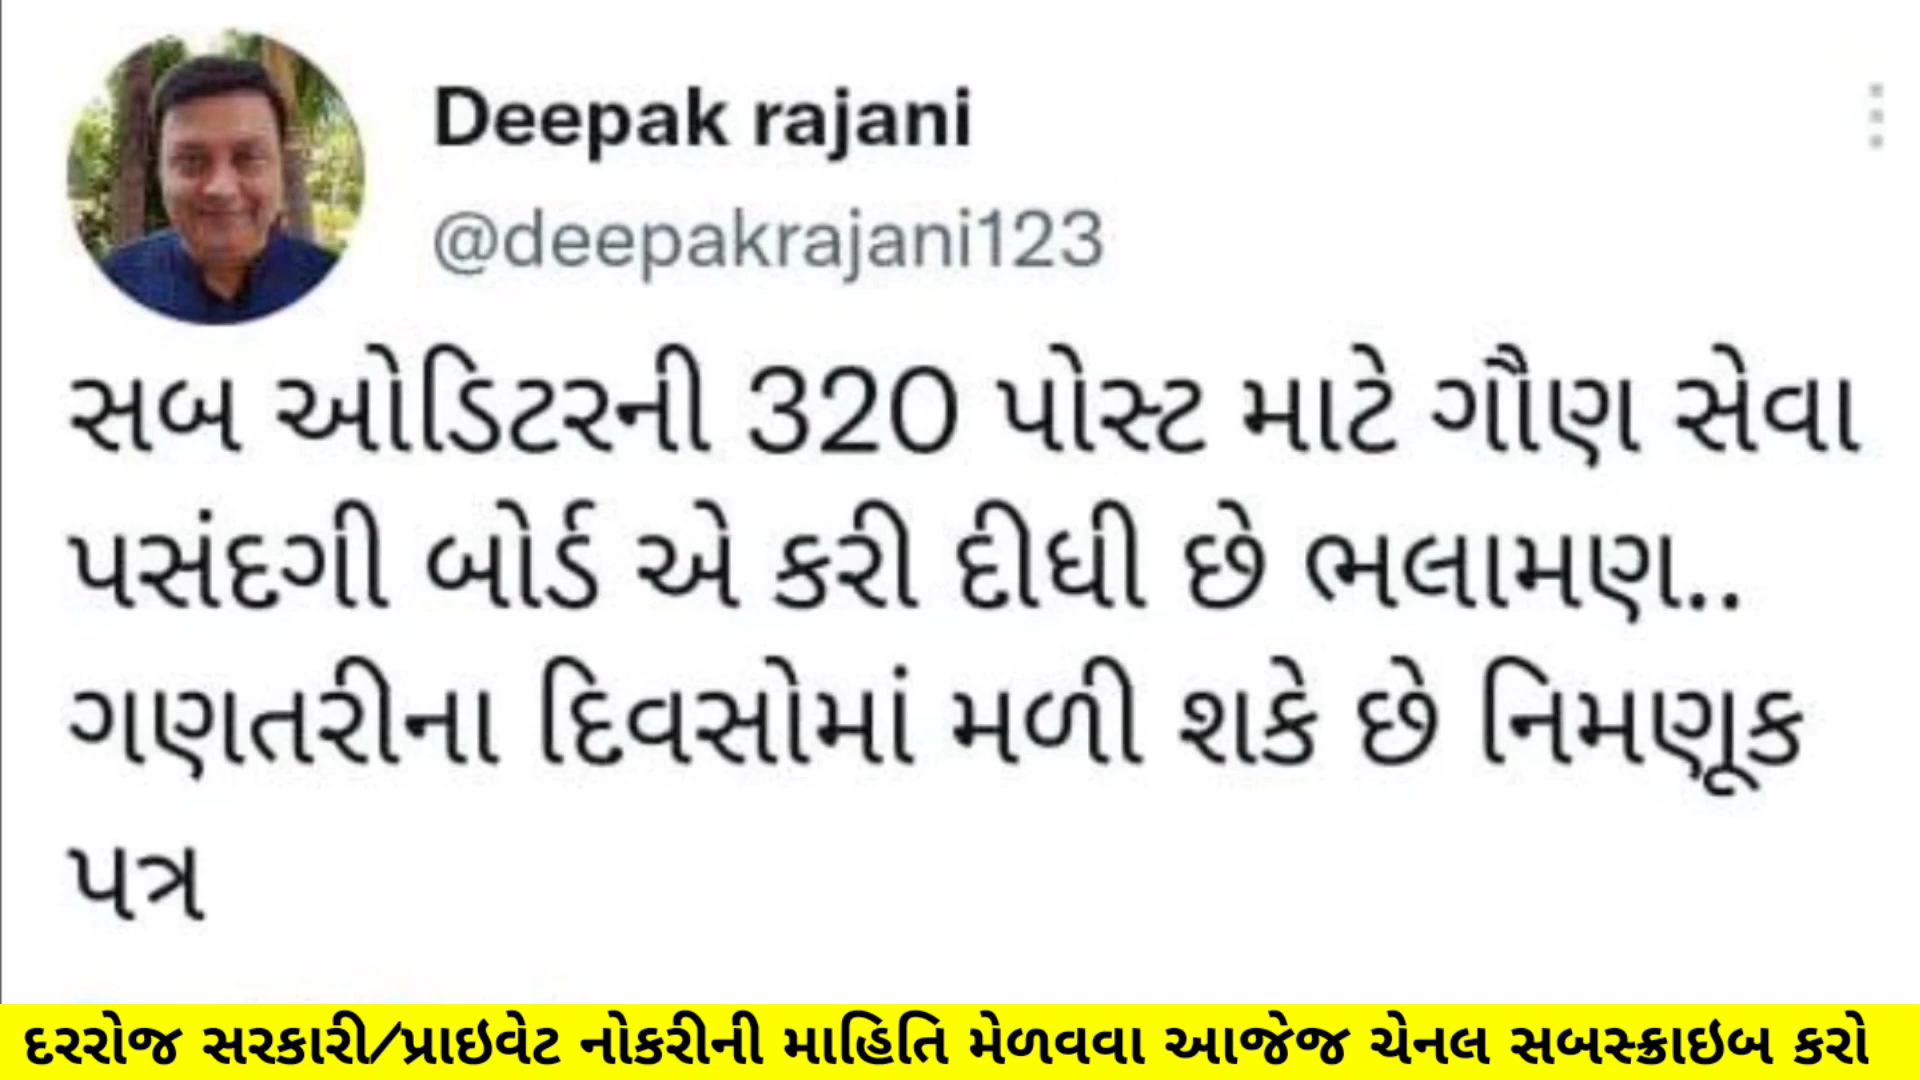 Deepak rajani
@deepakrajani123
સબ ઓડિટરની 320 પોસ્ટ માટે ગૌણ સેવા
પસંદગી બોર્ડ એ કરી દીધી છે ભલામણ..
ગણતરીના દિવસોમાં મળી શકે છે નિમણૂક
પત્ર
દરરોજ સરકારી/પ્રાઇવેટ નોકરીની માહિતિ મેળવવા આજેજ ચેનલ સબસ્ક્રાઇબ કરો